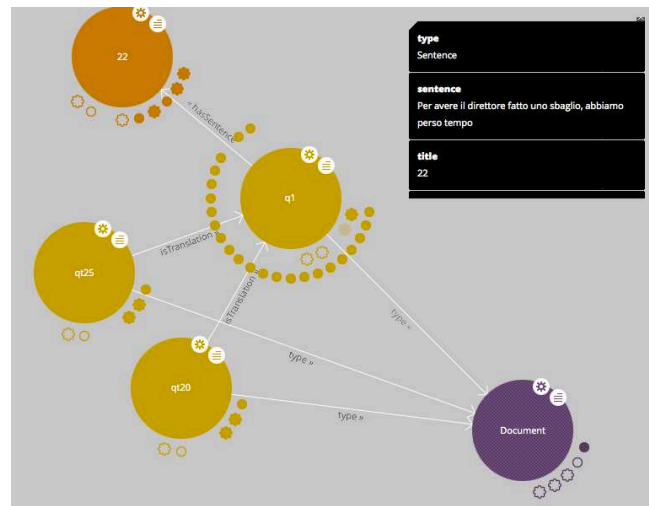 22
type
Sentence
sentence
Per avere il direttore fatto uno sbaglio, abbiamo
perso tempo
title
22
« hasSentence
q1
isTranslation »
qt25
isTranslation »
type »
type »
qt20
type »
Document